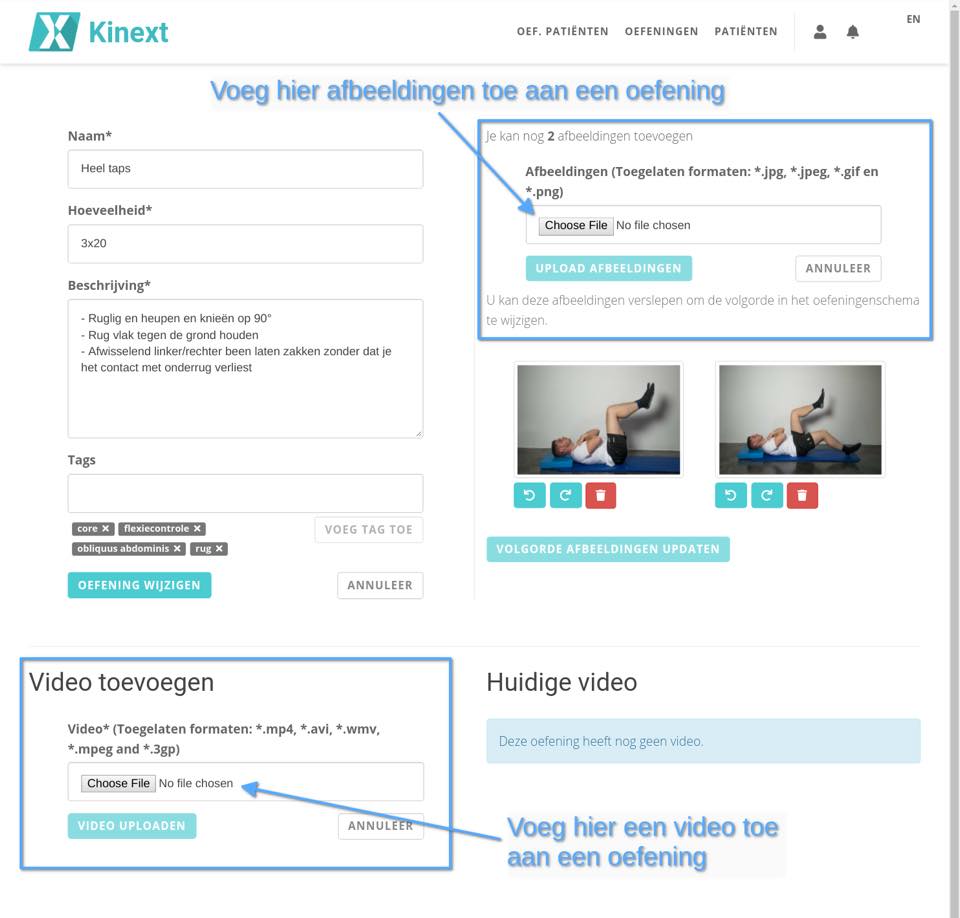 Kinext
OEF. PATIËNTEN OEFENINGEN PATIËNTEN
EN
Voeg hier afbeeldingen toe aan een oefening
Naam*
Heel taps
Hoeveelheid*
3x20
Beschrijving*
- Ruglig en heupen en knieën op 90°
- Rug vlak tegen de grond houden
- Afwisselend linker/rechter been laten zakken zonder dat je
het contact met onderrug verliest
Tags
core ✕ flexiecontrole ✕
obliquus abdominis ✕ rug ✕
VOEG TAG TOE
OEFENING WIJZIGEN
ANNULEER
Je kan nog 2 afbeeldingen toevoegen
Afbeeldingen (Toegelaten formaten: *.jpg, *.jpeg, *.gif en
*.png)
Choose File No file chosen
UPLOAD AFBEELDINGEN
ANNULEER
U kan deze afbeeldingen verslepen om de volgorde in het oefeningenschema
te wijzigen.
VOLGORDE AFBEELDINGEN UPDATEN
Video toevoegen
Video* (Toegelaten formaten: *.mp4, *.avi, *.wmv,
*.mpeg and *.3gp)
Choose File No file chosen
VIDEO UPLOADEN
ANNULEER
Huidige video
Deze oefening heeft nog geen video.
Voeg hier een video toe
aan een oefening